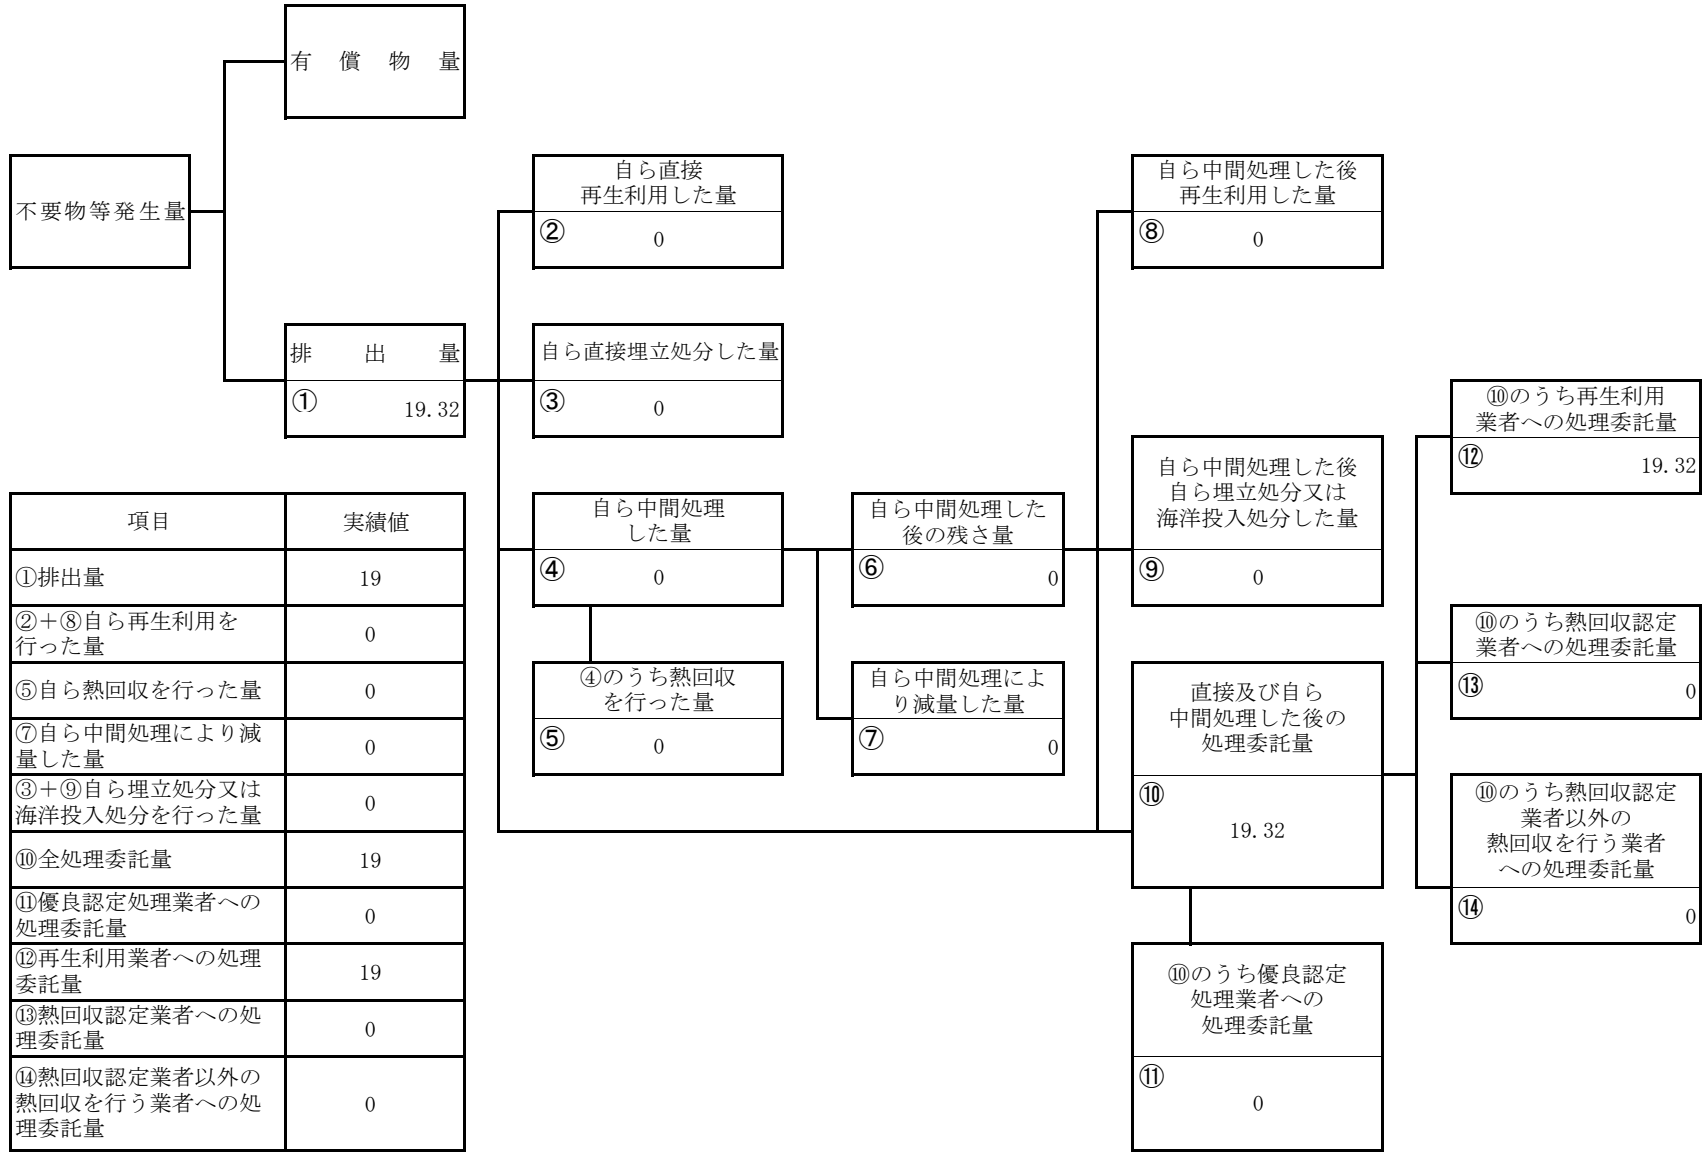 有償物量
不要物等発生量
排出量
①
19.32
自ら直接
再生利用した量
②
0
自ら直接埋立処分した量
③
0
自ら中間処理
した量
④
0
④のうち熱回収
を行った量
⑤
0
自ら中間処理した
後の残さ量
⑥
0
自ら中間処理によ
り減量した量
⑦
0
自ら中間処理した後
再生利用した量
⑧
0
自ら中間処理した後
自ら埋立処分又は
海洋投入処分した量
⑨
0
直接及び自ら
中間処理した後の
処理委託量
⑩
19.32
⑩のうち優良認定
処理業者への
処理委託量
⑪
0
⑩のうち再生利用
業者への処理委託量
⑫
19.32
⑩のうち熱回収認定
業者への処理委託量
⑬
0
⑩のうち熱回収認定
業者以外の
熱回収を行う業者
への処理委託量
⑭
0
項目
実績値
①排出量
19
②+⑧自ら再生利用を
行った量
0
⑤自ら熱回収を行った量
0
⑦自ら中間処理により減
量した量
0
③+⑨自ら埋立処分又は
海洋投入処分を行った量
0
⑩全処理委託量
19
⑪優良認定処理業者への
処理委託量
0
⑫再生利用業者への処理
委託量
19
⑬熱回収認定業者への処
理委託量
0
⑭熱回収認定業者以外の
熱回収を行う業者への処
理委託量
0